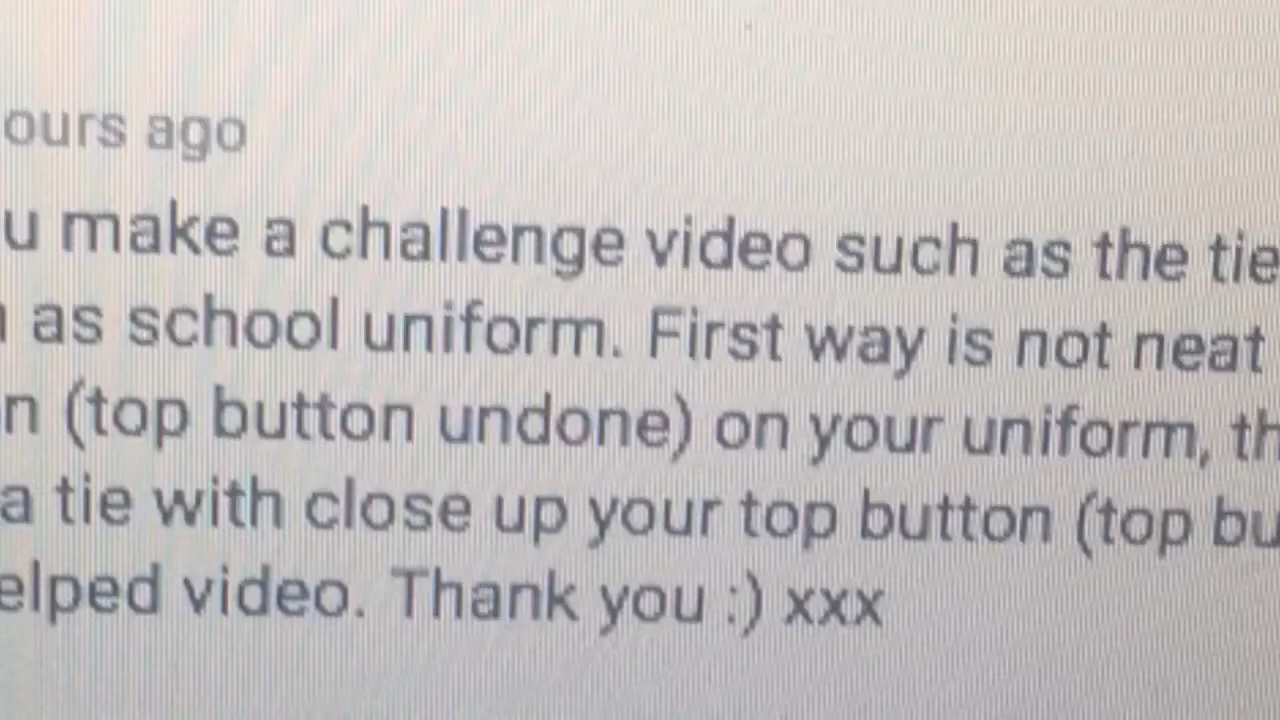 ours ago
u make a challenge video such as the tie
as school uniform. First way is not neat
n (top button undone) on your uniform, th
a tie with close up your top button (top bu
elped video. Thank you :) xxx